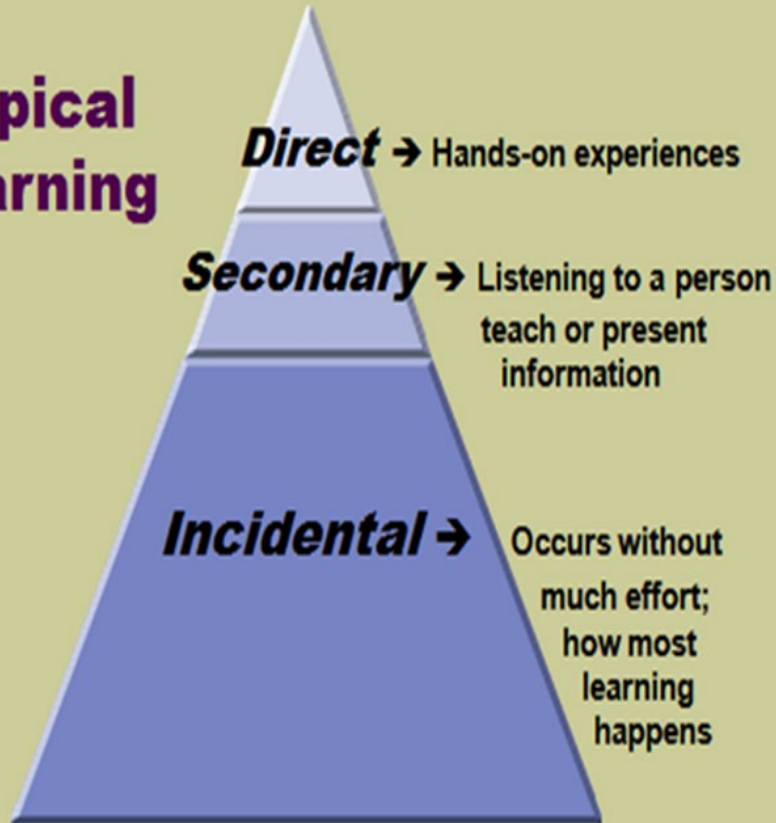 pical
arning
Direct → Hands-on experiences
Secondary → Listening to a person
teach or present
information
Incidental → Occurs without
much effort;
how most
learning
happens